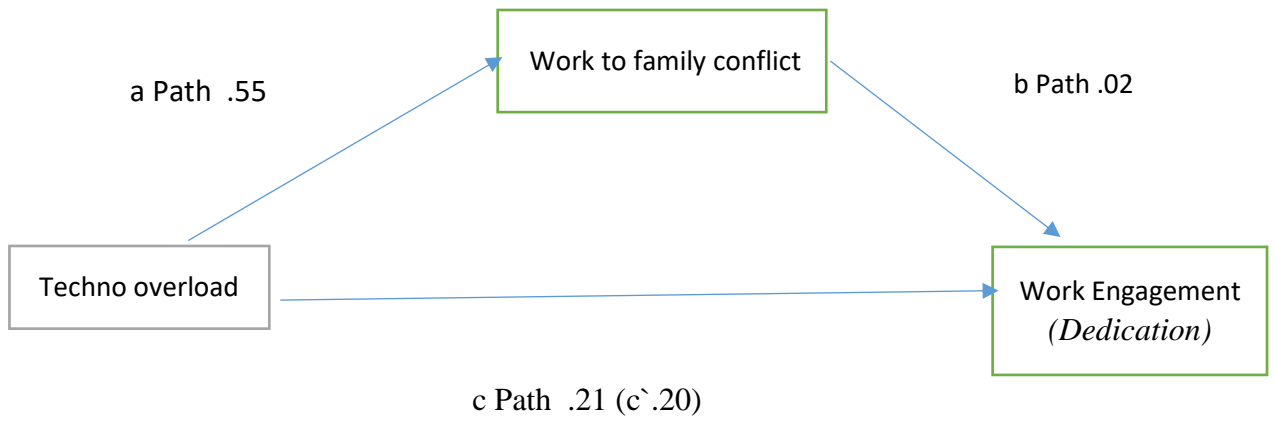 Work to family conflict
a Path .55
b Path .02
Techno overload
Work Engagement
(Dedication)
c Path .21 (c`.20)